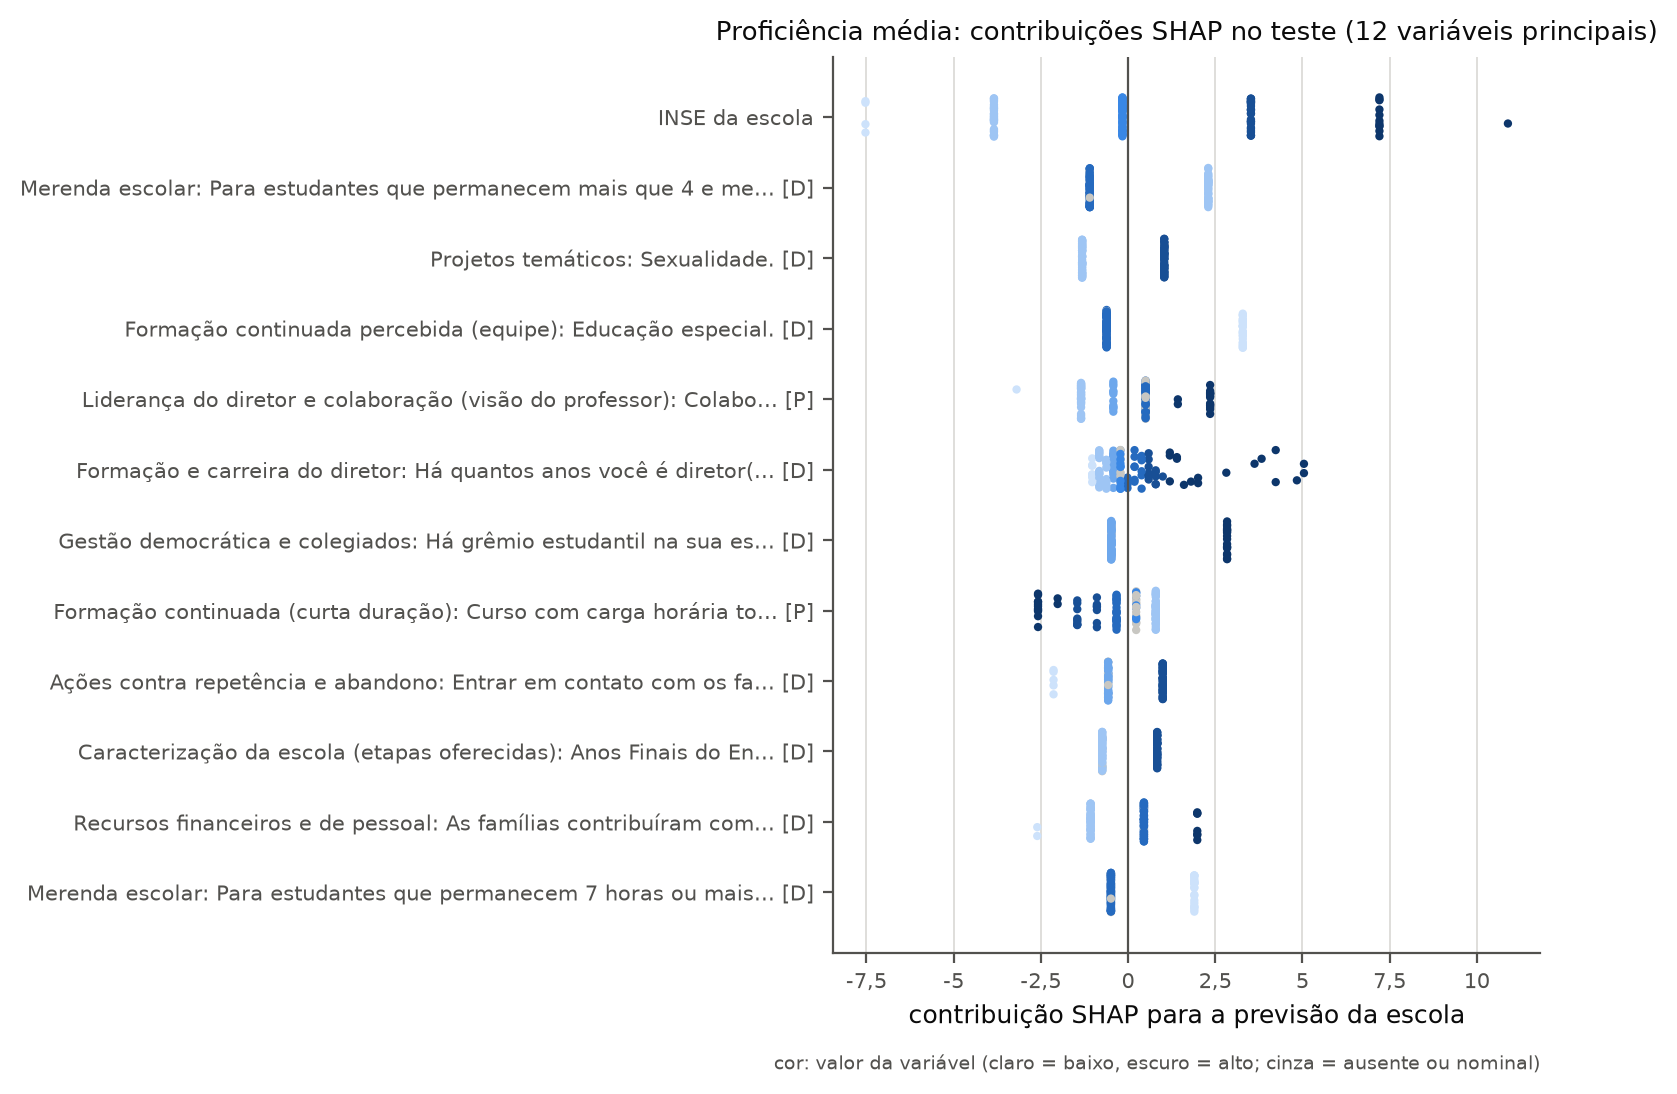 Proficiência média: contribuições SHAP no teste (12 variáveis principais)
INSE da escola
Merenda escolar: Para estudantes que permanecem mais que 4 e me... [D]
Projetos temáticos: Sexualidade. [D]
Formação continuada percebida (equipe): Educação especial. [D]
Liderança do diretor e colaboração (visão do professor): Colabo... [P]
Formação e carreira do diretor: Há quantos anos você é diretor(... [D]
Gestão democrática e colegiados: Há grêmio estudantil na sua es... [D]
Formação continuada (curta duração): Curso com carga horária to... [P]
Ações contra repetência e abandono: Entrar em contato com os fa... [D]
Caracterização da escola (etapas oferecidas): Anos Finais do En... [D]
Recursos financeiros e de pessoal: As famílias contribuíram com... [D]
Merenda escolar: Para estudantes que permanecem 7 horas ou mais... [D]
-7,5 -5 -2,5 0 2,5 5 7,5 10
contribuição SHAP para a previsão da escola
cor: valor da variável (claro = baixo, escuro = alto; cinza = ausente ou nominal)